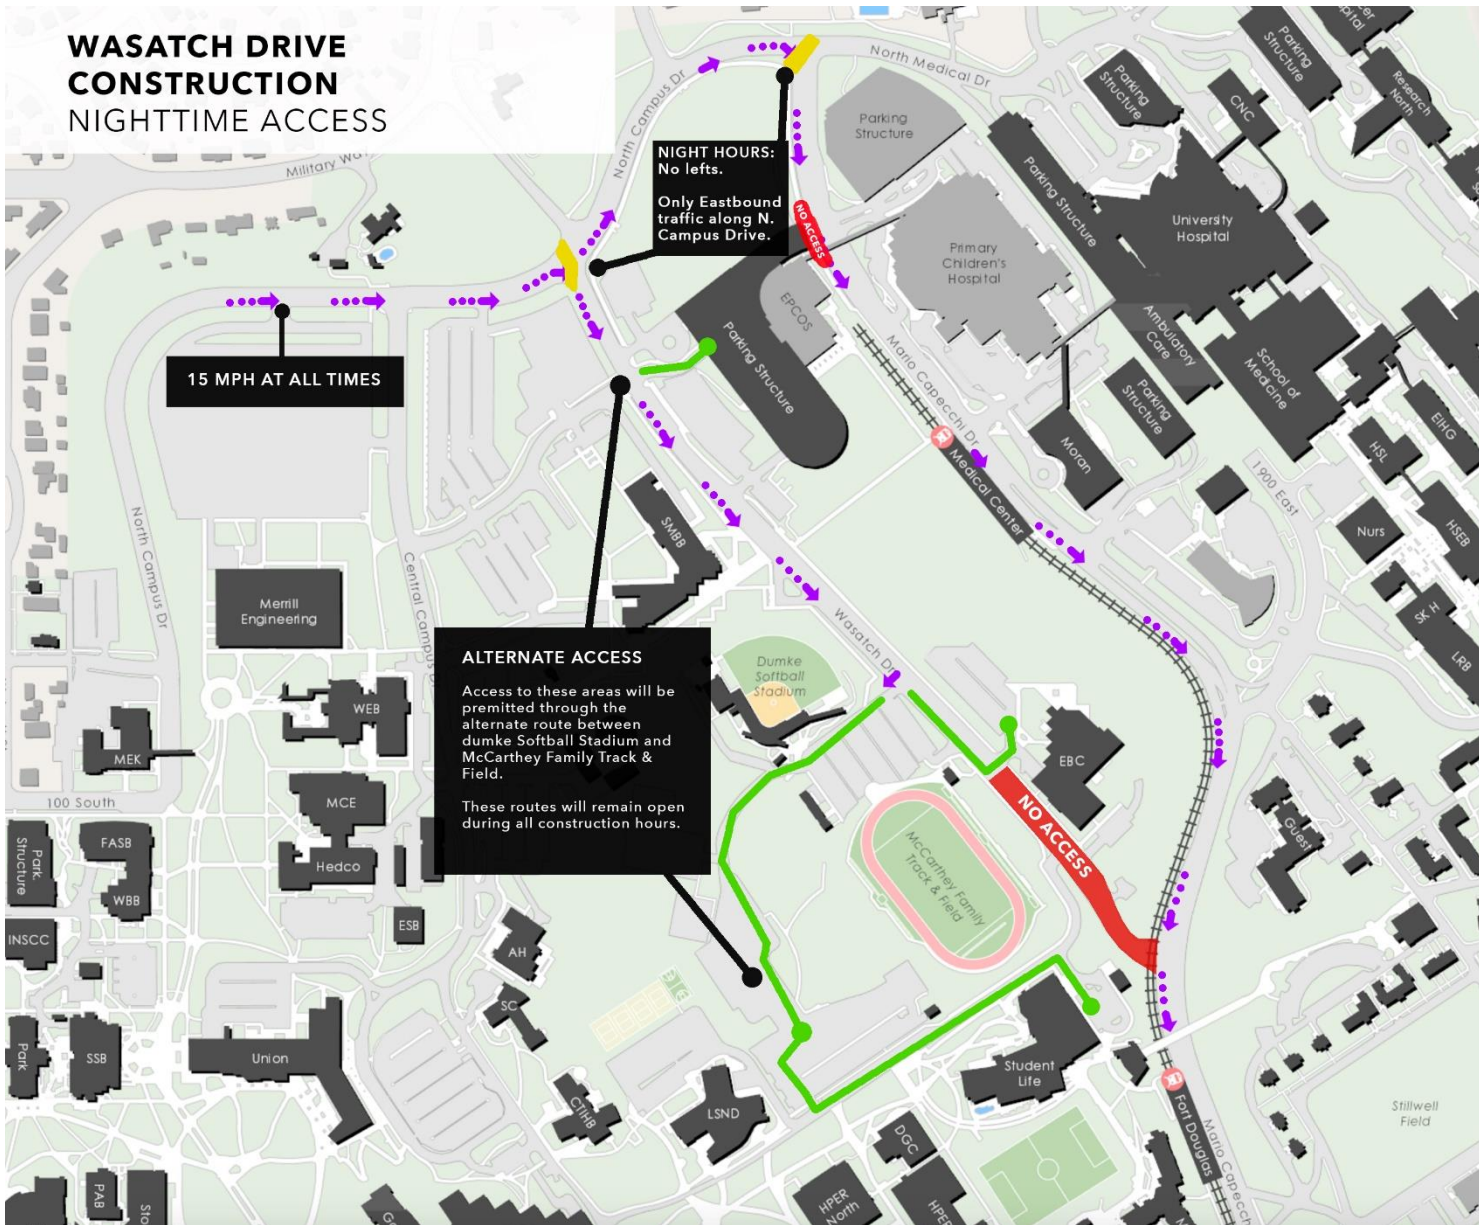 WASATCH DRIVE
CONSTRUCTION
NIGHTTIME ACCESS
North Medical Dr
North Campus Dr
Military Wa
Parking
Structure
Parking
Structure
Parking
Structure
CNC
Research
North
NIGHT HOURS:
No lefts.
Only Eastbound
traffic along N.
Campus Drive.
NO ACCESS
Parking Structure
University
Hospital
Primary
Children's
Hospital
EPCOS
Parking Structure
15 MPH AT ALL TIMES
Mario Capecchi Dr
Ambulatory
Care
School of
Medicine
Parking
Structure
Moran
EIHG
HSL
Medical Center
1900 East
Nurs
HSEB
SK H
LRB
North Campus Dr
Central Campus D
SMBB
Merrill
Engineering
Wasatch Dr
Dumke
Softball
Stadium
ALTERNATE ACCESS
Access to these areas will be
premitted through the
alternate route between
dumke Softball Stadium and
McCarthey Family Track &
Field.
These routes will remain open
during all construction hours.
WEB
MEK
EBC
100 South
MCE
NO ACCESS
Guest
McCarthey Family
Track & Field
Park.
Structure
FASB
Hedco
WBB
ESB
INSCC
AH
SC
Park
SSB
Union
Student
Life
CTIHB
LSND
DGC
Fort Douglas
Stillwell
Field
Mario Capecc
PAB
Sto
HPER
North
HPER